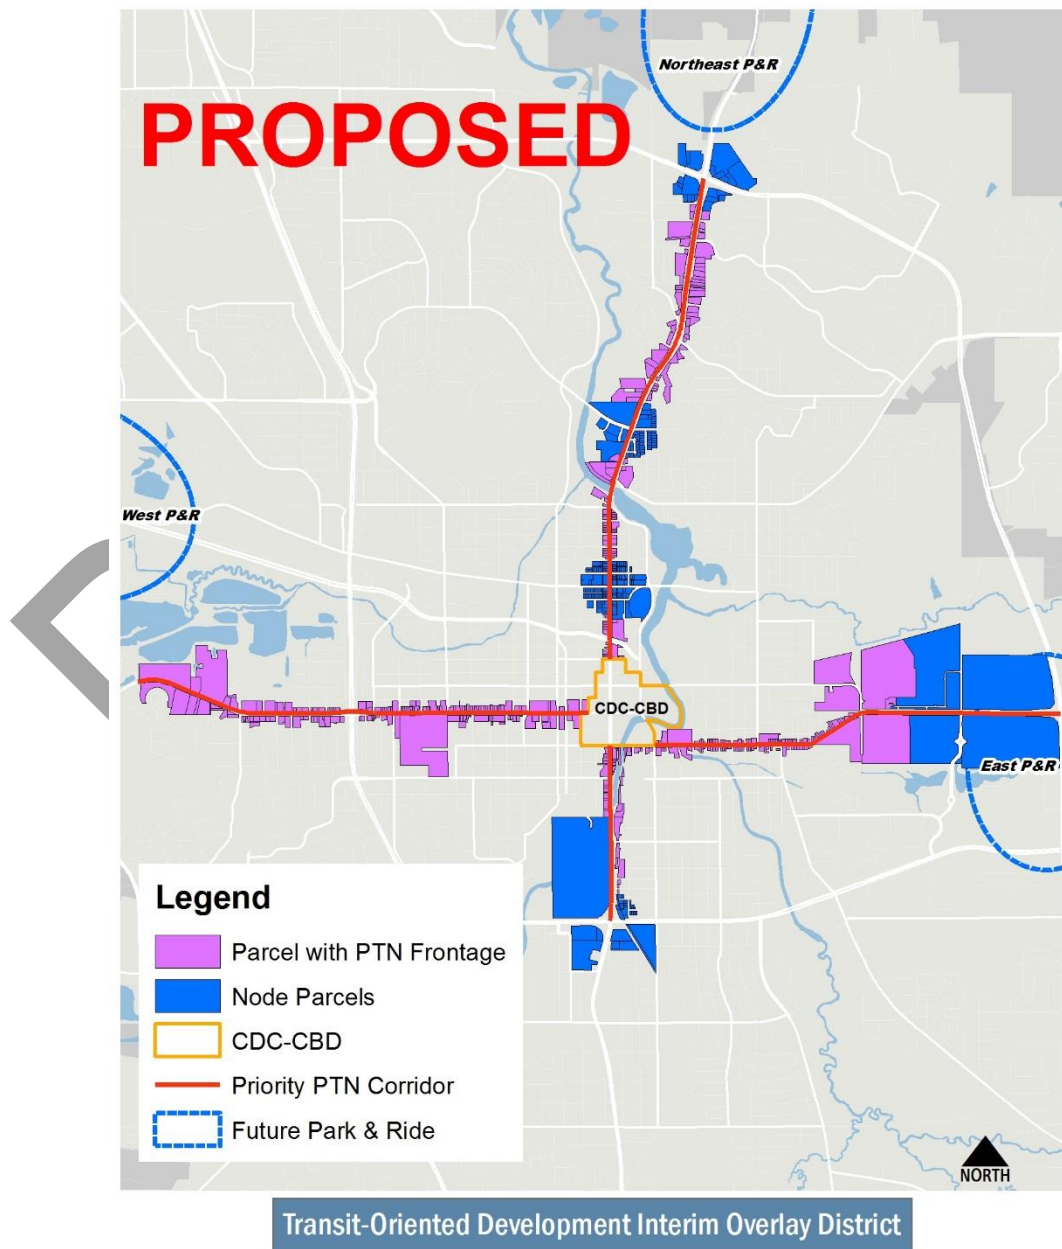 Northeast P&R
PROPOSED
West P&R
CDC-CBD
East P&R
Legend
Parcel with PTN Frontage
Node Parcels
CDC-CBD
Priority PTN Corridor
Future Park & Ride
NORTH
Transit-Oriented Development Interim Overlay District